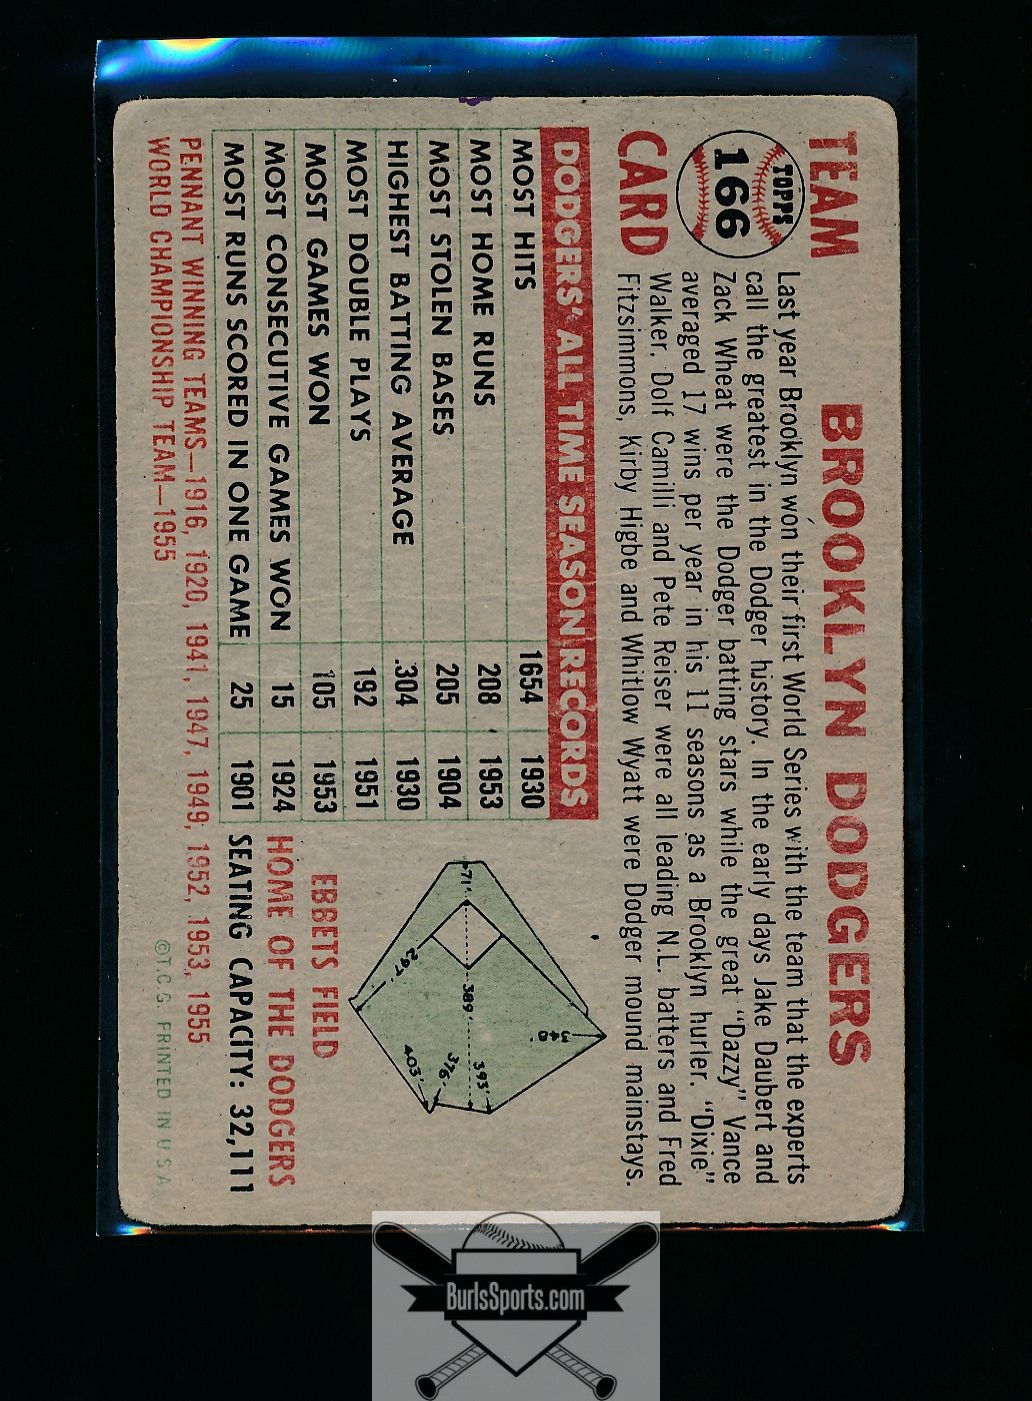 TEAM
TOPPS
166
CARD
BROOKLYN DODGERS
Last year Brooklyn won their first World Series with the team that the experts
call the greatest in the Dodger history. In the early days Jake Daubert and
Zack Wheat were the Dodger batting stars while the great "Dazzy" Vance
averaged 17 wins per year in his 11 seasons as a Brooklyn hurler. "Dixie"
Walker, Dolf Camilli and Pete Reiser were all leading N.L. batters and Fred
Fitzsimmons, Kirby Higbe and Whitlow Wyatt were Dodger mound mainstays.
DODGERS' ALL TIME SEASON RECORDS
MOST HITS 1654 1930
MOST HOME RUNS 208 1953
MOST STOLEN BASES 205 1904
HIGHEST BATTING AVERAGE .304 1930
MOST DOUBLE PLAYS 192 1951
MOST GAMES WON 105 1953
MOST CONSECUTIVE GAMES WON 15 1924
MOST RUNS SCORED IN ONE GAME 25 1901
71'
297'
389'
348'
393'
376'
403'
EBBETS FIELD
HOME OF THE DODGERS
SEATING CAPACITY: 32,111
PENNANT WINNING TEAMS—1916, 1920, 1941, 1947, 1949, 1952, 1953, 1955
WORLD CHAMPIONSHIP TEAM—1955
©T.C.G. PRINTED IN U.S.A.
BurlsSports.com